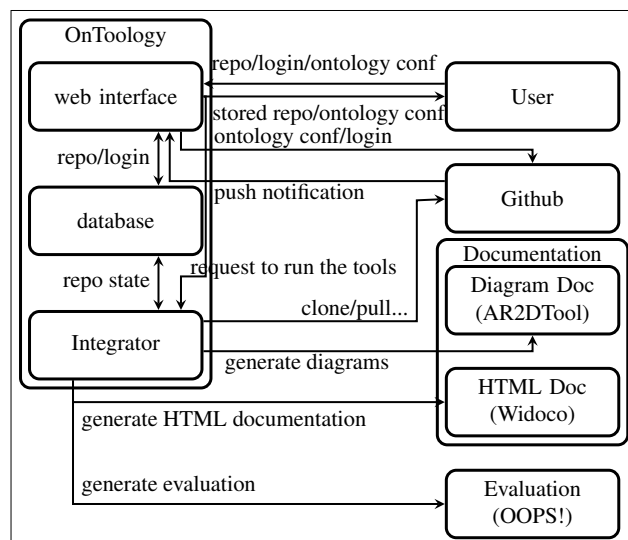 OnToology
repo/login/ontology conf
web interface
User
stored repo/ontology conf
ontology conf/login
repo/login
push notification
Github
database
Documentation
request to run the tools
repo state
Diagram Doc
(AR2DTool)
clone/pull...
Integrator
generate diagrams
HTML Doc
(Widoco)
generate HTML documentation
generate evaluation
Evaluation
(OOPS!)